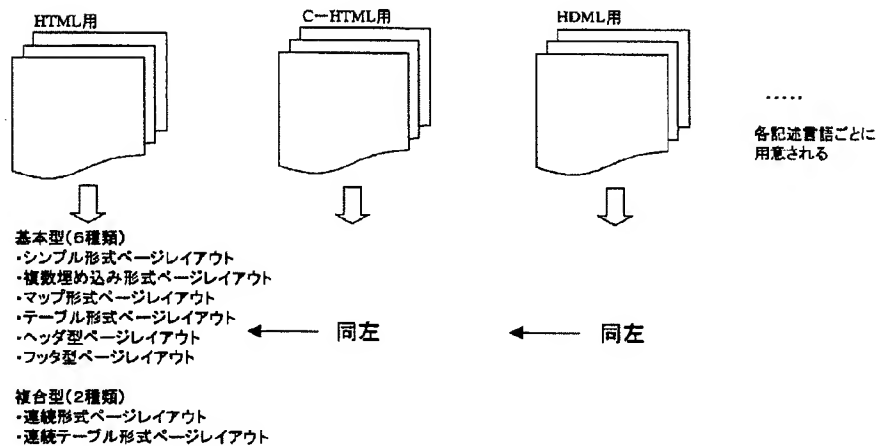 HTML用
C-HTML用
HDML用
.....
各記述言語ごとに
用意される
基本型(6種類)
・シンプル形式ページレイアウト
・複数埋め込み形式ページレイアウト
・マップ形式ページレイアウト
・テーブル形式ページレイアウト
・ヘッダ型ページレイアウト
・フッタ型ページレイアウト
同左
同左
複合型(2種類)
・連続形式ページレイアウト
・連続テーブル形式ページレイアウト